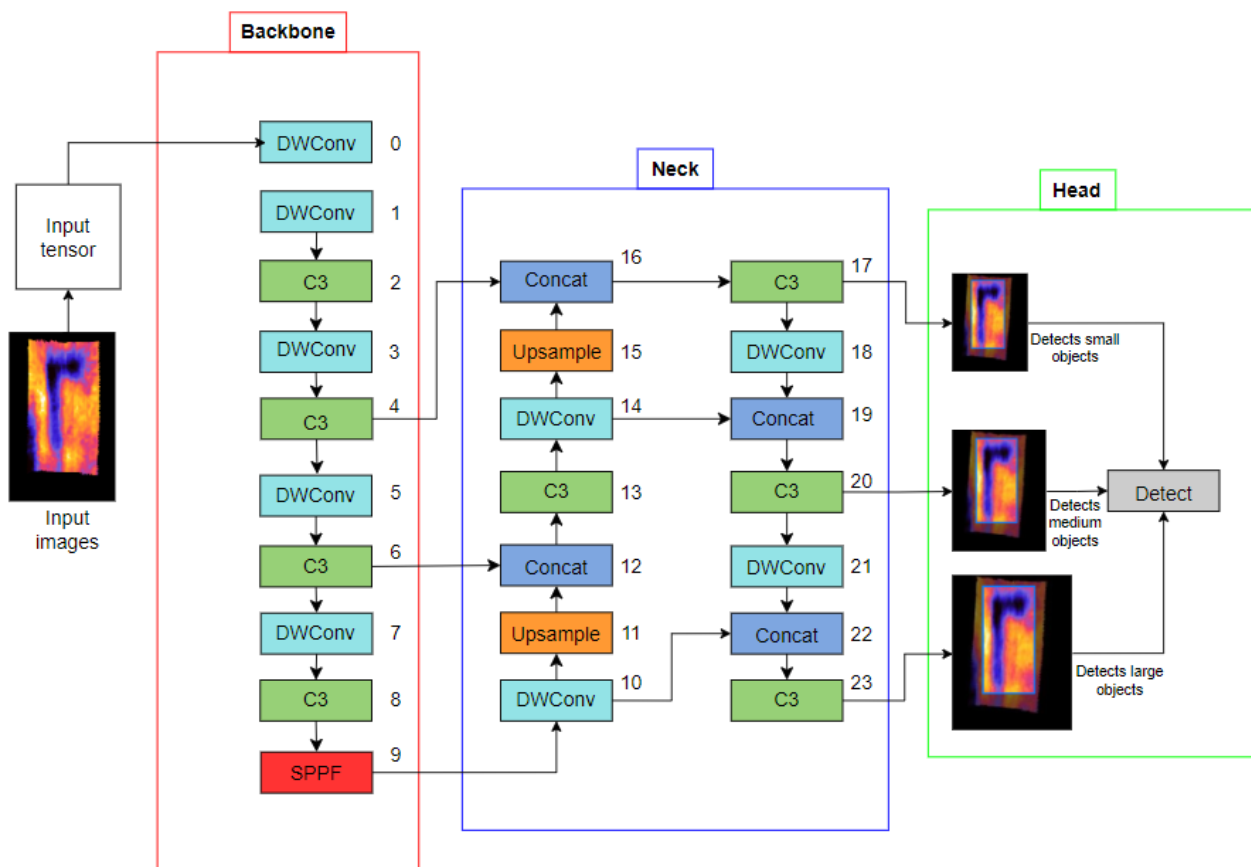 Backbone
DWConv 0
DWConv 1
C3 2
DWConv 3
C3 4
DWConv 5
C3 6
DWConv 7
C3 8
SPPF 9
Input
tensor
Input
images
Neck
Concat 16
Upsample 15
DWConv 14
C3 13
Concat 12
Upsample 11
DWConv 10
C3 17
DWConv 18
Concat 19
C3 20
DWConv 21
Concat 22
C3 23
Head
Detects small
objects
Detects
medium
objects
Detects large
objects
Detect